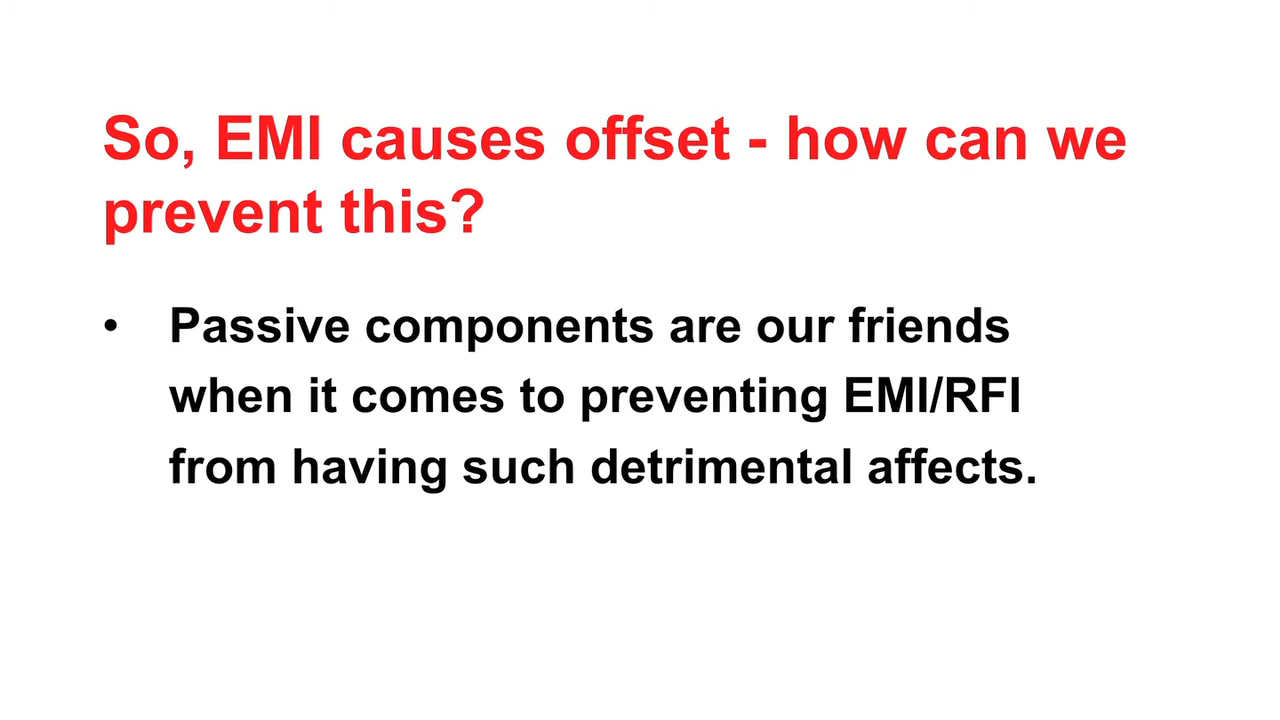 So, EMI causes offset - how can we
prevent this?
• Passive components are our friends
when it comes to preventing EMI/RFI
from having such detrimental affects.